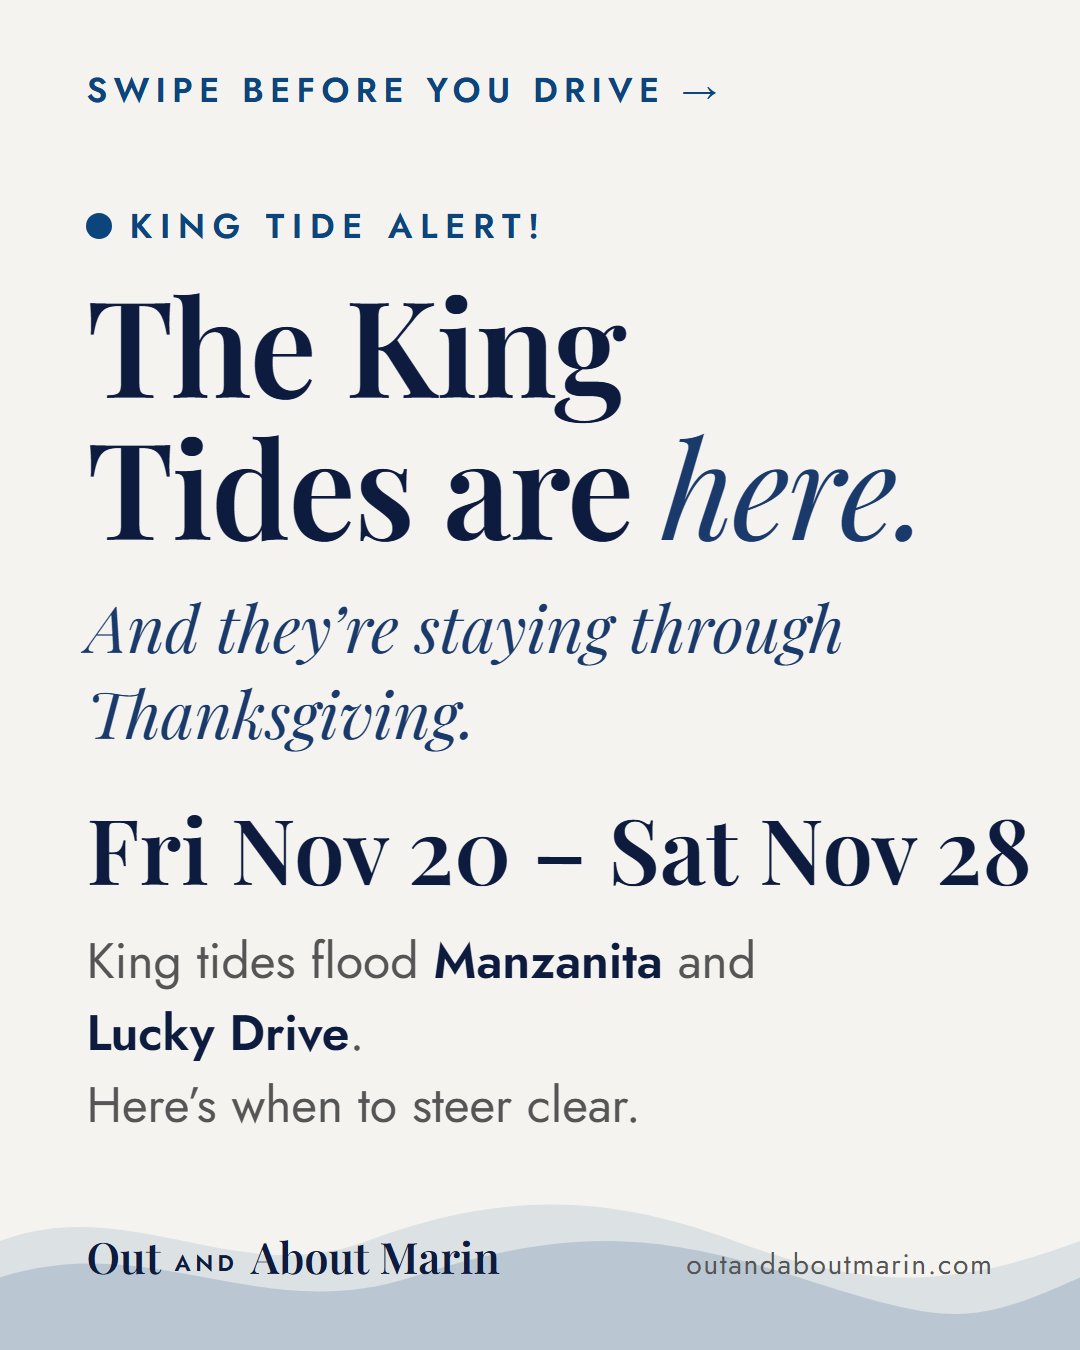 SWIPE BEFORE YOU DRIVE →
KING TIDE ALERT!
The King
Tides are here.
And they’re staying through
Thanksgiving.
Fri Nov 20 – Sat Nov 28
King tides flood Manzanita and
Lucky Drive.
Here’s when to steer clear.
Out AND About Marin
outandaboutmarin.com